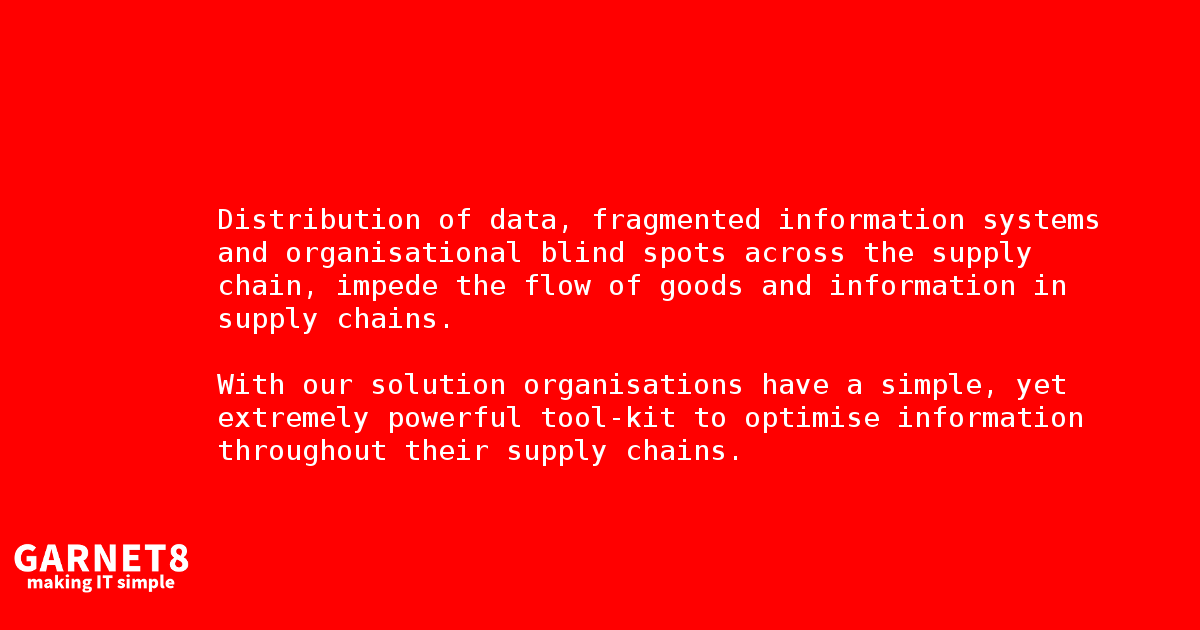 Distribution of data, fragmented information systems
and organisational blind spots across the supply
chain, impede the flow of goods and information in
supply chains.
With our solution organisations have a simple, yet
extremely powerful tool-kit to optimise information
throughout their supply chains.
GARNET8
making IT simple